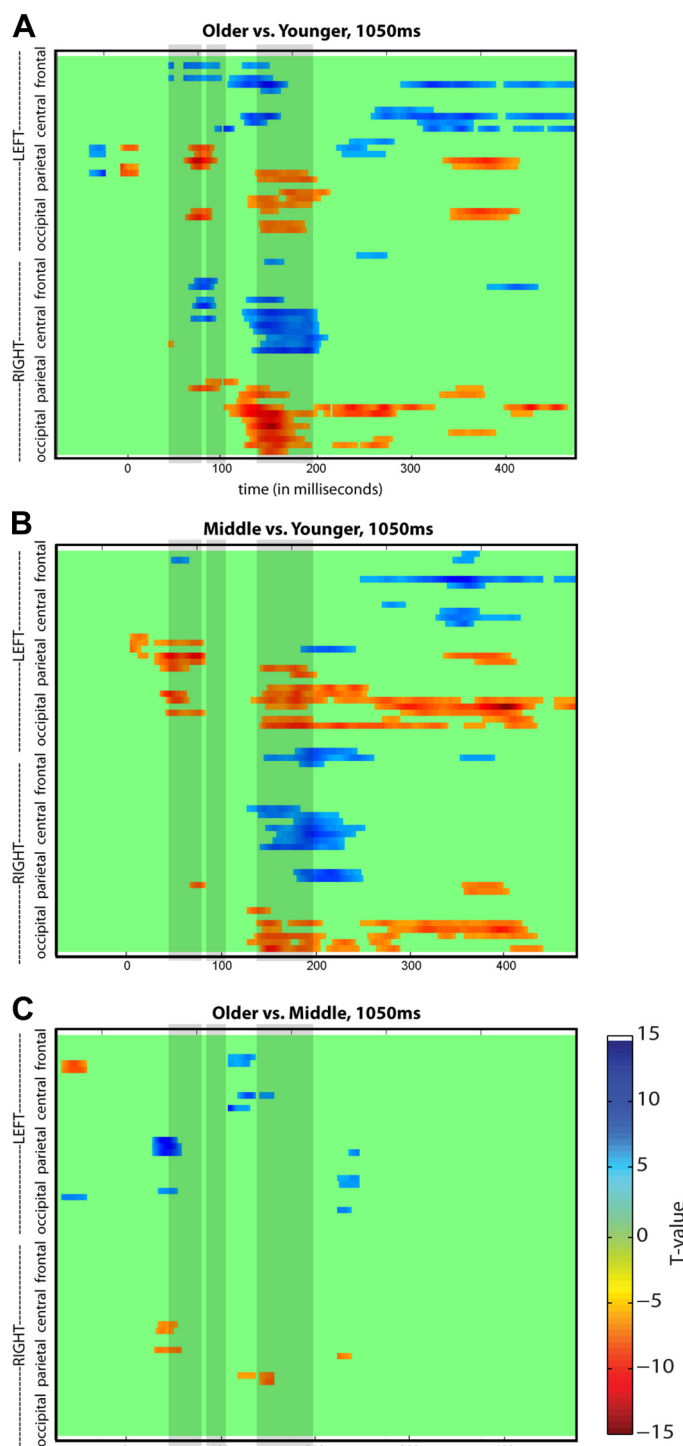 A
Older vs. Younger, 1050ms
----------LEFT----------
occipital parietal central frontal
----------RIGHT----------
occipital parietal central frontal
0 100 200 300 400
time (in milliseconds)
B
Middle vs. Younger, 1050ms
----------LEFT----------
occipital parietal central frontal
----------RIGHT----------
occipital parietal central frontal
0 100 200 300 400
C
Older vs. Middle, 1050ms
----------LEFT----------
occipital parietal central frontal
----------RIGHT----------
occipital parietal central frontal
15
10
5
0
−5
−10
−15
T-value